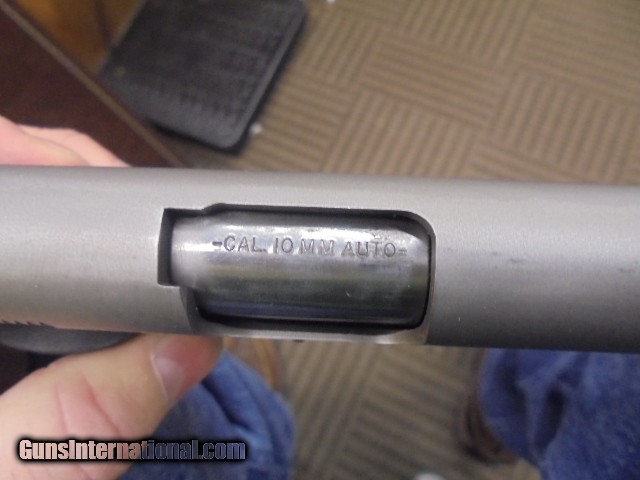 -CAL. 10 MM AUTO-
GunsInternational.com